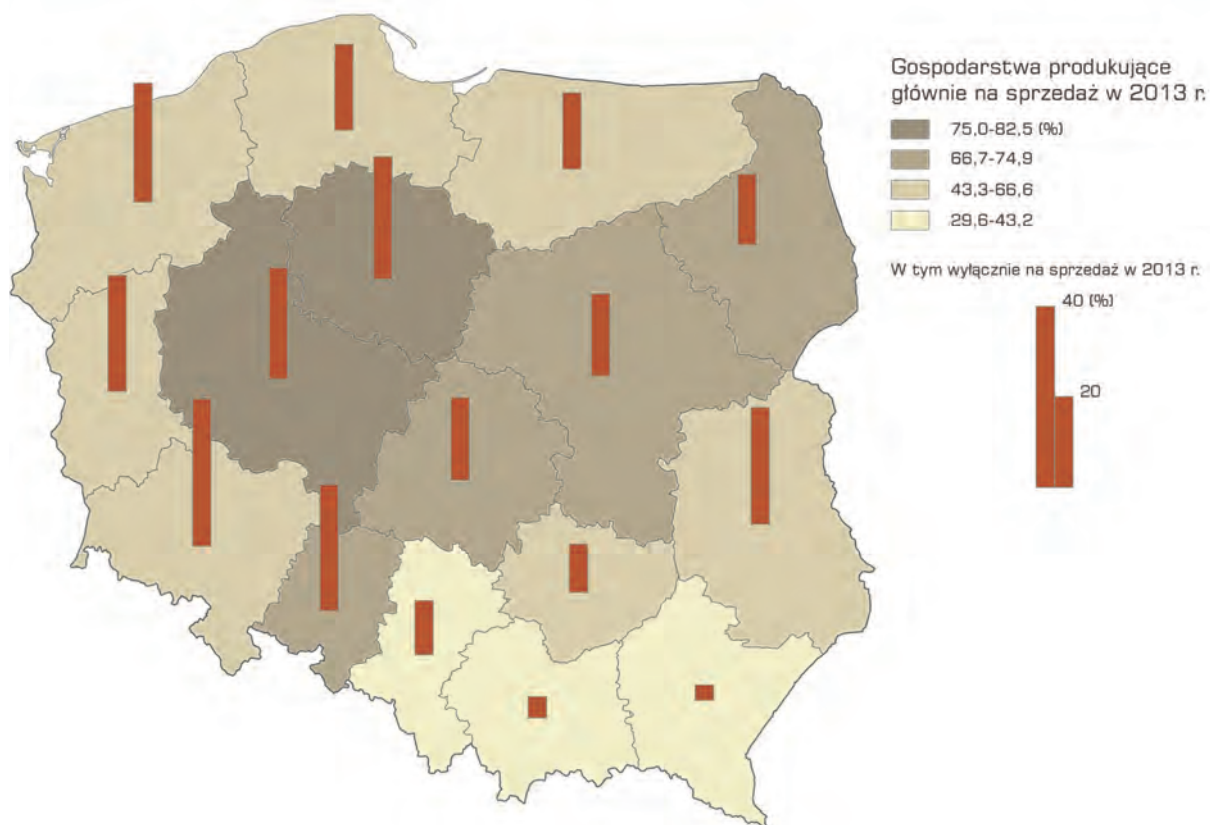 Gospodarstwa produkujące
głównie na sprzedaż w 2013 r.
75,0-82,5 (%)
66,7-74,9
43,3-66,6
29,6-43,2
W tym wyłącznie na sprzedaż w 2013 r.
40 (%)
20